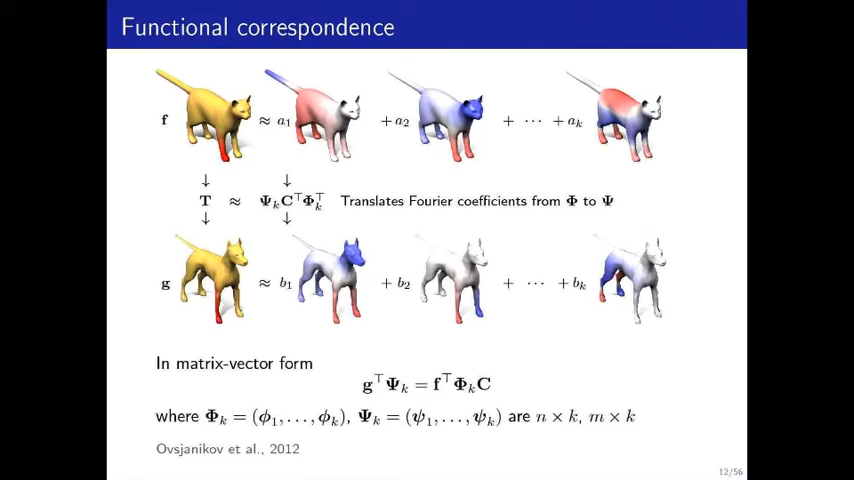 Functional correspondence
f ≈ a₁ + a₂ + ⋯ + aₖ
↓ ↓
T ≈ ΨₖC⊤Φₖ⊤ Translates Fourier coefficients from Φ to Ψ
↓ ↓
g ≈ b₁ + b₂ + ⋯ + bₖ
In matrix-vector form
g⊤Ψₖ = f⊤ΦₖC
where Φₖ = (ϕ₁, . . . , ϕₖ), Ψₖ = (ψ₁, . . . , ψₖ) are n × k, m × k
Ovsjanikov et al., 2012
12/56